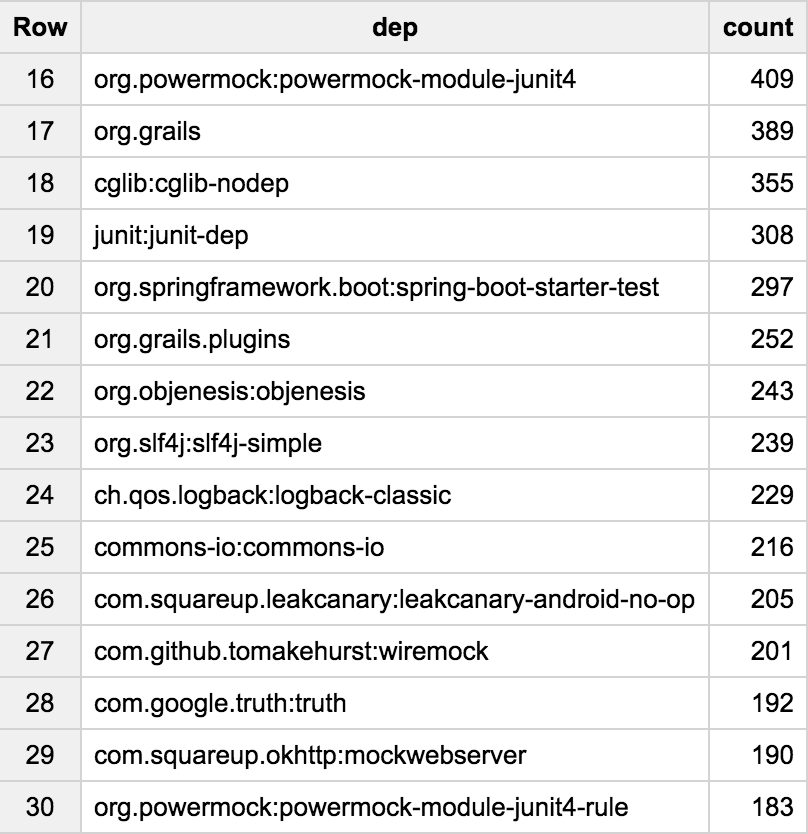 Row dep count
16 org.powermock:powermock-module-junit4 409
17 org.grails 389
18 cglib:cglib-nodep 355
19 junit:junit-dep 308
20 org.springframework.boot:spring-boot-starter-test 297
21 org.grails.plugins 252
22 org.objenesis:objenesis 243
23 org.slf4j:slf4j-simple 239
24 ch.qos.logback:logback-classic 229
25 commons-io:commons-io 216
26 com.squareup.leakcanary:leakcanary-android-no-op 205
27 com.github.tomakehurst:wiremock 201
28 com.google.truth:truth 192
29 com.squareup.okhttp:mockwebserver 190
30 org.powermock:powermock-module-junit4-rule 183